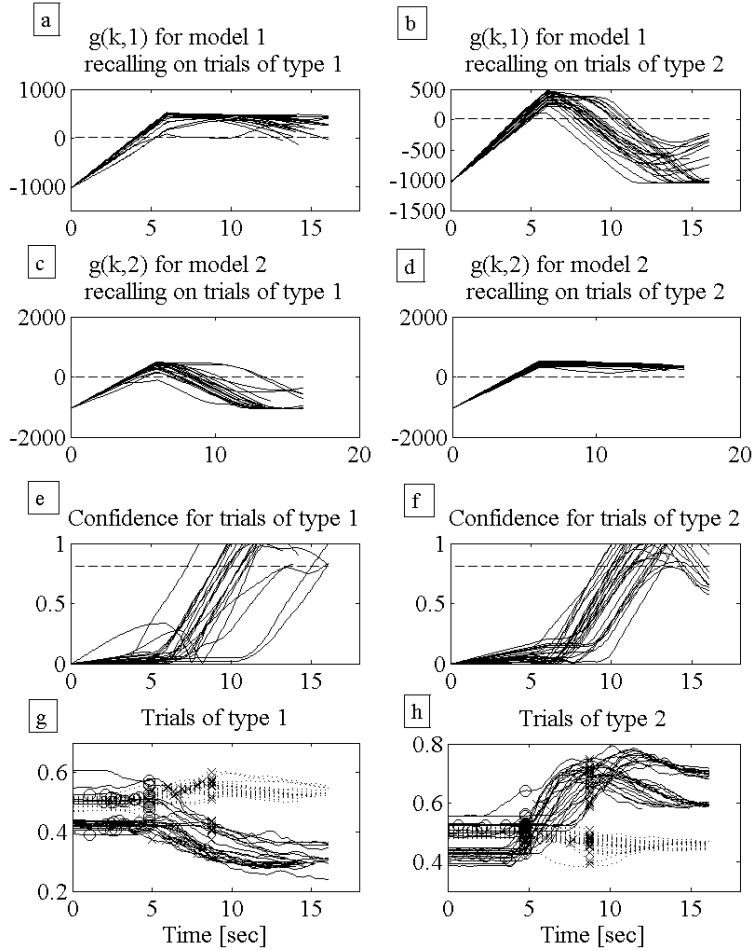 a
g(k,1) for model 1
recalling on trials of type 1
1000
0
-1000
0 5 10 15
b
g(k,1) for model 1
recalling on trials of type 2
500
0
-500
-1000
-1500
0 5 10 15
c
g(k,2) for model 2
recalling on trials of type 1
2000
0
-2000
0 10 20
d
g(k,2) for model 2
recalling on trials of type 2
2000
0
-2000
0 10 20
e
Confidence for trials of type 1
1
0.5
0
0 5 10 15
f
Confidence for trials of type 2
1
0.5
0
0 5 10 15
g
Trials of type 1
0.6
0.4
0.2
0 5 10 15
Time [sec]
h
Trials of type 2
0.8
0.6
0.4
0 5 10 15
Time [sec]